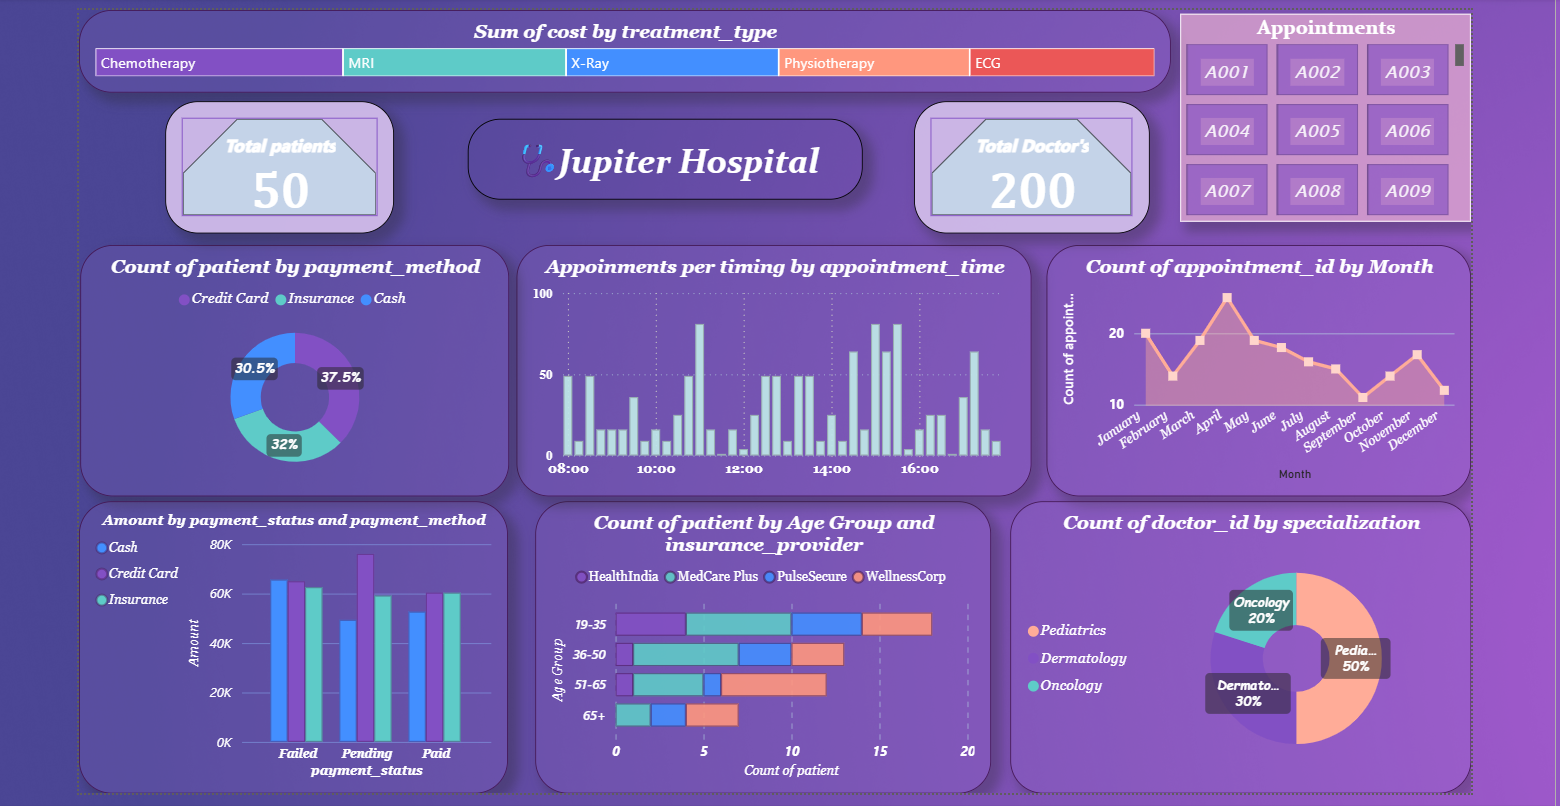 Sum of cost by treatment_type
Chemotherapy
MRI
X-Ray
Physiotherapy
ECG
Appointments
A001
A002
A003
A004
A005
A006
A007
A008
A009
Total patients
50
Jupiter Hospital
Total Doctor's
200
Count of patient by payment_method
Credit Card
Insurance
Cash
30.5%
37.5%
32%
Appoinments per timing by appointment_time
100
50
0
08:00
10:00
12:00
14:00
16:00
Count of appointment_id by Month
Count of appoint...
20
10
January
February
March
April
May
June
July
August
September
October
November
December
Month
Amount by payment_status and payment_method
Cash
Credit Card
Insurance
Amount
80K
60K
40K
20K
0K
Failed
Pending
Paid
payment_status
Count of patient by Age Group and
insurance_provider
HealthIndia
MedCare Plus
PulseSecure
WellnessCorp
Age Group
19-35
36-50
51-65
65+
0
5
10
15
20
Count of patient
Count of doctor_id by specialization
Pediatrics
Dermatology
Oncology
Oncology
20%
Pedia...
50%
Dermato...
30%